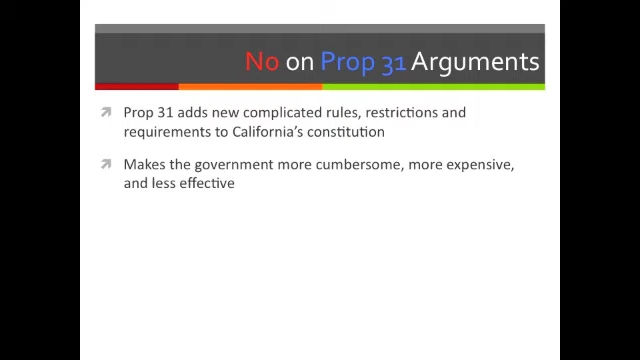 No on Prop 31 Arguments
Prop 31 adds new complicated rules, restrictions and
requirements to California's constitution
Makes the government more cumbersome, more expensive,
and less effective